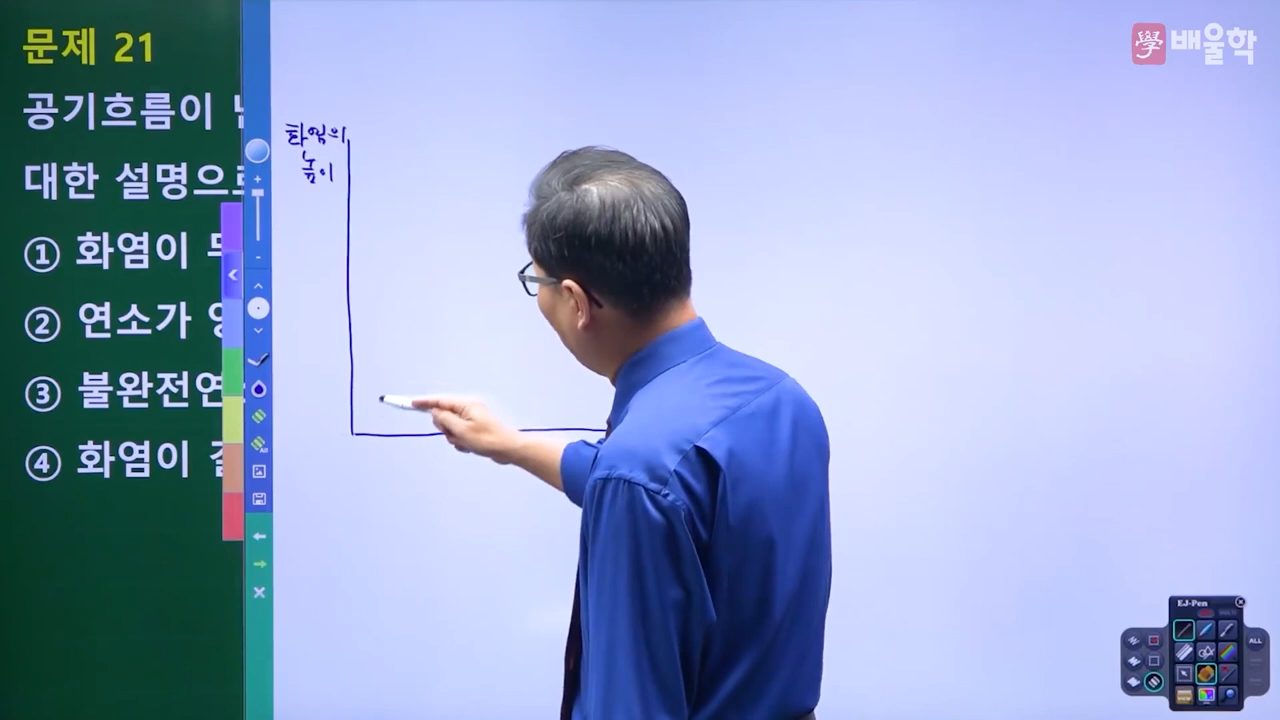 문제 21
공기흐름이
대한 설명으로
① 화염이
② 연소가
③ 불완전연
④ 화염이
화염의
높이
學 배울학
EJ-Pen
ALL
All